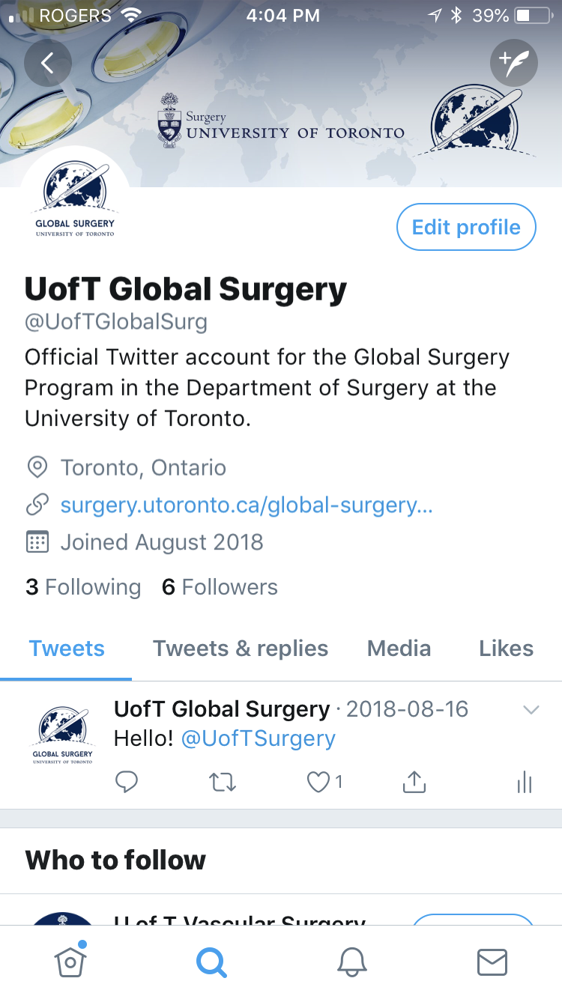 ROGERS 4:04 PM 39%
Surgery
UNIVERSITY OF TORONTO
GLOBAL SURGERY
UNIVERSITY OF TORONTO
Edit profile
UofT Global Surgery
@UofTGlobalSurg
Official Twitter account for the Global Surgery
Program in the Department of Surgery at the
University of Toronto.
Toronto, Ontario
surgery.utoronto.ca/global-surgery...
Joined August 2018
3 Following 6 Followers
Tweets Tweets & replies Media Likes
UofT Global Surgery · 2018-08-16
Hello! @UofTSurgery
GLOBAL SURGERY
UNIVERSITY OF TORONTO
1
Who to follow
U of T Vascular Surgery